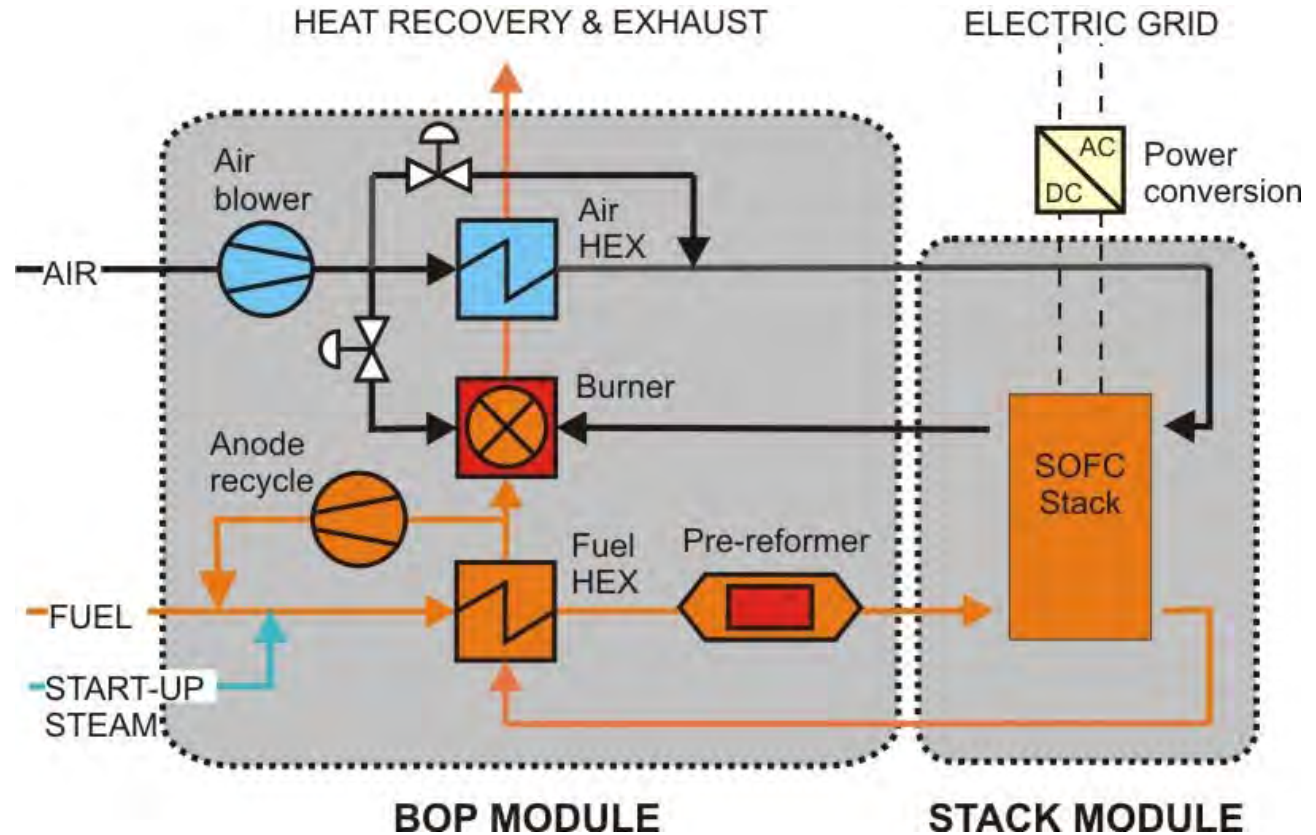 HEAT RECOVERY & EXHAUST
ELECTRIC GRID
Air
blower
AC
DC
Power
conversion
Air
HEX
AIR
Burner
Anode
recycle
SOFC
Stack
Fuel
HEX
Pre-reformer
FUEL
START-UP
STEAM
BOP MODULE
STACK MODULE